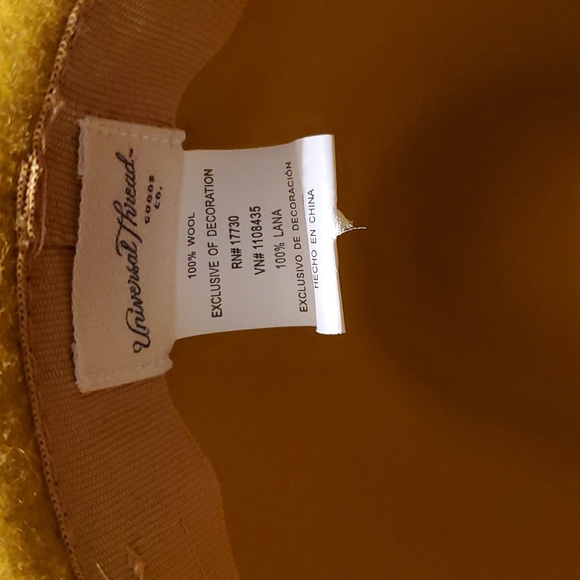 Universal Thread™
GOODS
CO.
100% WOOL
EXCLUSIVE OF DECORATION
RN# 17730
VN# 1108435
100% LANA
EXCLUSIVO DE DECORACIÓN
HECHO EN CHINA